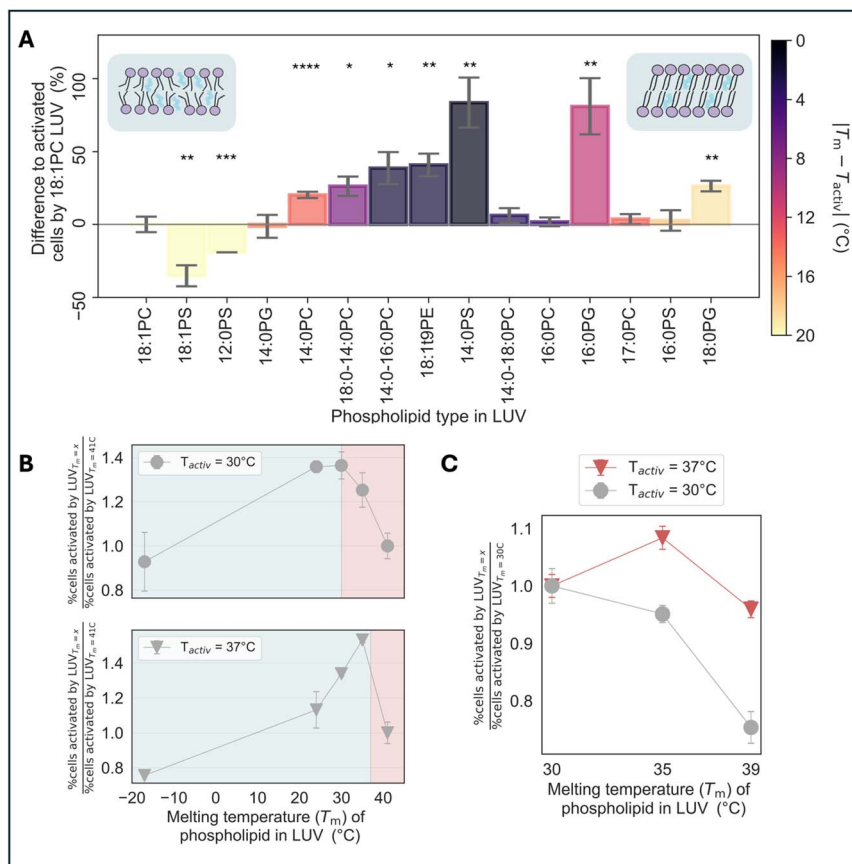 A
Difference to activated
cells by 18:1PC LUV (%)
100
50
0
−50
**
***
****
*
*
**
**
**
**
18:1PC
18:1PS
12:0PS
14:0PG
14:0PC
18:0-14:0PC
14:0-16:0PC
18:1Δ9PE
14:0PS
14:0-18:0PC
16:0PC
16:0PG
17:0PC
16:0PS
18:0PG
Phospholipid type in LUV
0
4
8
12
16
20
|Tm − Tactiv| (°C)
B
%cells activated by LUVTm = x
%cells activated by LUVTm = 41C
1.4
1.2
1.0
0.8
Tactiv = 30°C
%cells activated by LUVTm = x
%cells activated by LUVTm = 41C
1.4
1.2
1.0
0.8
Tactiv = 37°C
−20 −10 0 10 20 30 40
Melting temperature (Tm) of
phospholipid in LUV (°C)
C
Tactiv = 37°C
Tactiv = 30°C
%cells activated by LUVTm = x
%cells activated by LUVTm = 30C
1.1
1.0
0.9
0.8
30 35 39
Melting temperature (Tm) of
phospholipid in LUV (°C)